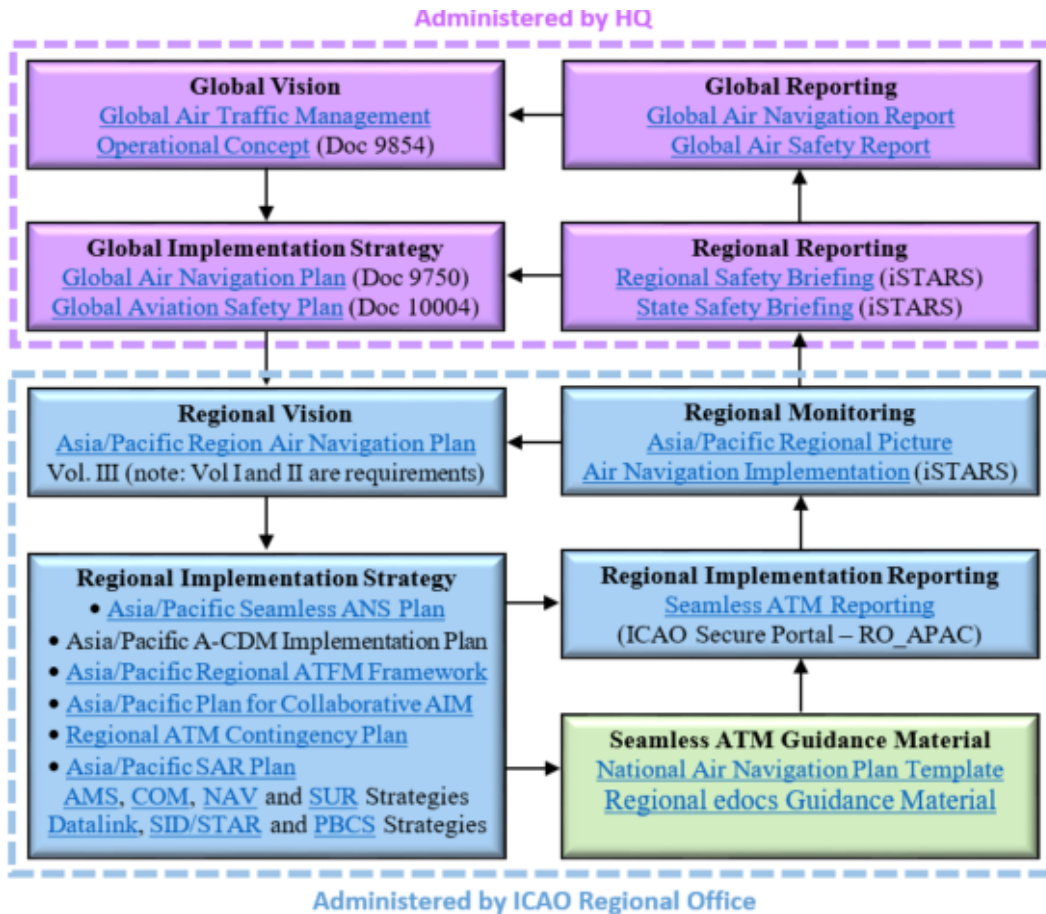 Administered by HQ
Global Vision
Global Air Traffic Management
Operational Concept (Doc 9854)
Global Reporting
Global Air Navigation Report
Global Air Safety Report
Global Implementation Strategy
Global Air Navigation Plan (Doc 9750)
Global Aviation Safety Plan (Doc 10004)
Regional Reporting
Regional Safety Briefing (iSTARS)
State Safety Briefing (iSTARS)
Regional Vision
Asia/Pacific Region Air Navigation Plan
Vol. III (note: Vol I and II are requirements)
Regional Monitoring
Asia/Pacific Regional Picture
Air Navigation Implementation (iSTARS)
Regional Implementation Strategy
• Asia/Pacific Seamless ANS Plan
• Asia/Pacific A-CDM Implementation Plan
• Asia/Pacific Regional ATFM Framework
• Asia/Pacific Plan for Collaborative AIM
• Regional ATM Contingency Plan
• Asia/Pacific SAR Plan
AMS, COM, NAV and SUR Strategies
Datalink, SID/STAR and PBCS Strategies
Regional Implementation Reporting
Seamless ATM Reporting
(ICAO Secure Portal – RO_APAC)
Seamless ATM Guidance Material
National Air Navigation Plan Template
Regional edocs Guidance Material
Administered by ICAO Regional Office